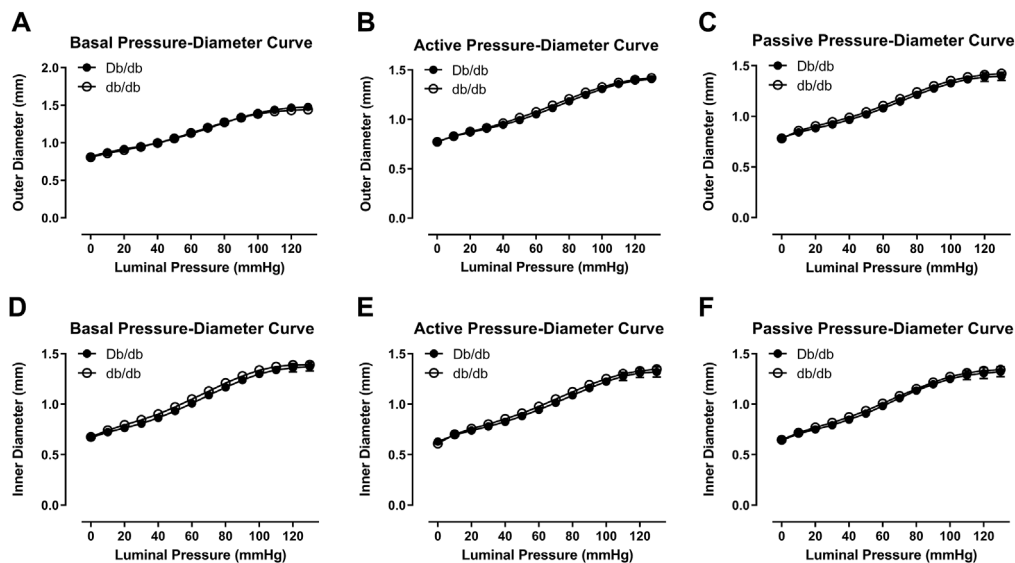 A
Basal Pressure-Diameter Curve
Db/db
db/db
Outer Diameter (mm)
2.0
1.5
1.0
0.5
0.0
0 20 40 60 80 100 120
Luminal Pressure (mmHg)
B
Active Pressure-Diameter Curve
Db/db
db/db
Outer Diameter (mm)
1.5
1.0
0.5
0.0
0 20 40 60 80 100 120
Luminal Pressure (mmHg)
C
Passive Pressure-Diameter Curve
Db/db
db/db
Outer Diameter (mm)
1.5
1.0
0.5
0.0
0 20 40 60 80 100 120
Luminal Pressure (mmHg)
D
Basal Pressure-Diameter Curve
Db/db
db/db
Inner Diameter (mm)
1.5
1.0
0.5
0.0
0 20 40 60 80 100 120
Luminal Pressure (mmHg)
E
Active Pressure-Diameter Curve
Db/db
db/db
Inner Diameter (mm)
1.5
1.0
0.5
0.0
0 20 40 60 80 100 120
Luminal Pressure (mmHg)
F
Passive Pressure-Diameter Curve
Db/db
db/db
Inner Diameter (mm)
1.5
1.0
0.5
0.0
0 20 40 60 80 100 120
Luminal Pressure (mmHg)